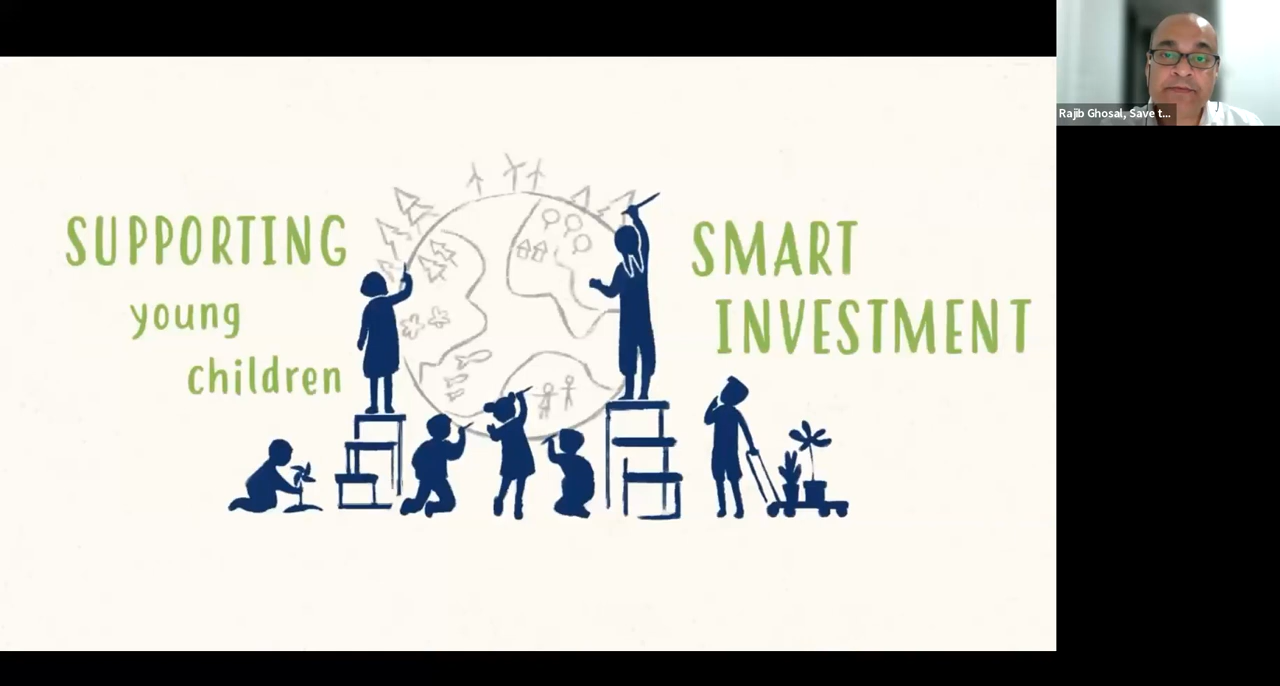 SUPPORTING
young
children
SMART
INVESTMENT
Rajib Ghosal, Save t...